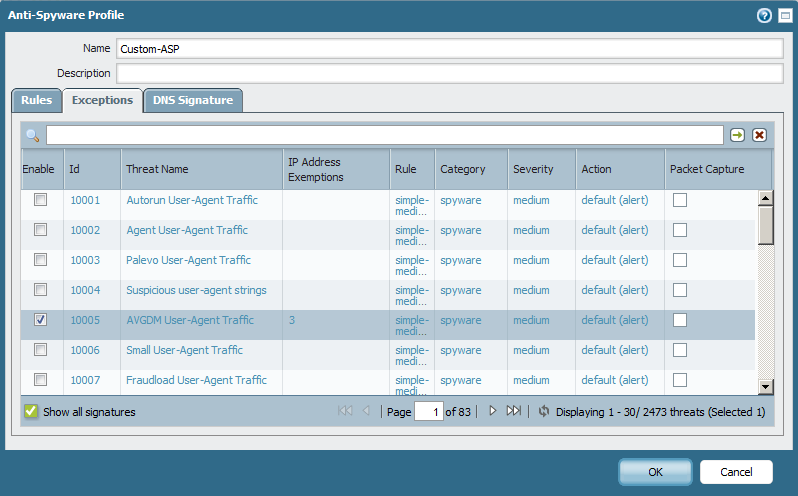 Anti-Spyware Profile
Name Custom-ASP
Description
Rules Exceptions DNS Signature
Enable Id Threat Name IP Address Exemptions Rule Category Severity Action Packet Capture
10001 Autorun User-Agent Traffic simple-medi... spyware medium default (alert)
10002 Agent User-Agent Traffic simple-medi... spyware medium default (alert)
10003 Palevo User-Agent Traffic simple-medi... spyware medium default (alert)
10004 Suspicious user-agent strings simple-medi... spyware medium default (alert)
10005 AVGDM User-Agent Traffic 3 simple-medi... spyware medium default (alert)
10006 Small User-Agent Traffic simple-medi... spyware medium default (alert)
10007 Fraudload User-Agent Traffic simple-medi... spyware medium default (alert)
Show all signatures Page 1 of 83 Displaying 1 - 30/ 2473 threats (Selected 1)
OK Cancel